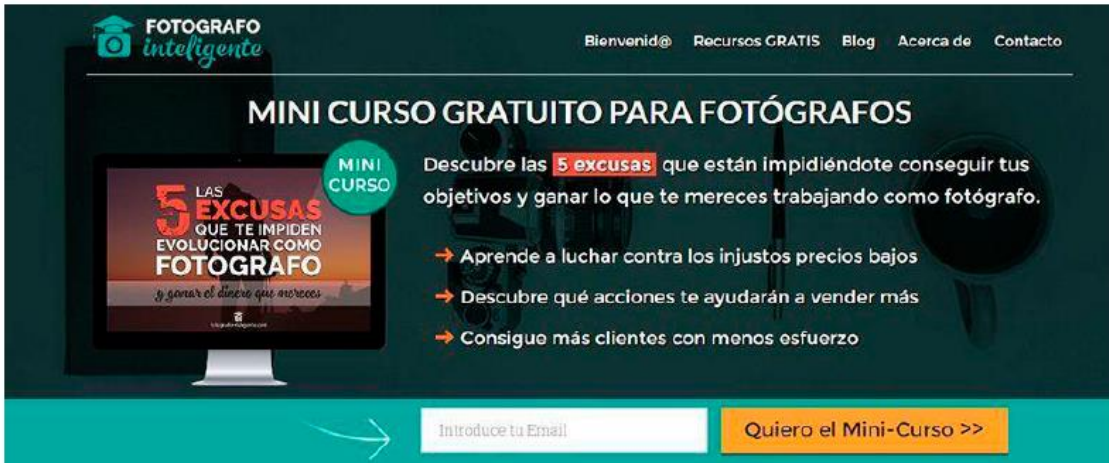 FOTOGRAFO
inteligente
Bienvenid@ Recursos GRATIS Blog Acerca de Contacto
MINI CURSO GRATUITO PARA FOTÓGRAFOS
MINI
CURSO
LAS
5 EXCUSAS
QUE TE IMPIDEN
EVOLUCIONAR COMO
FOTÓGRAFO
y ganar el dinero que mereces
fotografo-inteligente.com
Descubre las 5 excusas que están impidiéndote conseguir tus
objetivos y ganar lo que te mereces trabajando como fotógrafo.
Aprende a luchar contra los injustos precios bajos
Descubre qué acciones te ayudarán a vender más
Consigue más clientes con menos esfuerzo
Introduce tu Email
Quiero el Mini-Curso >>